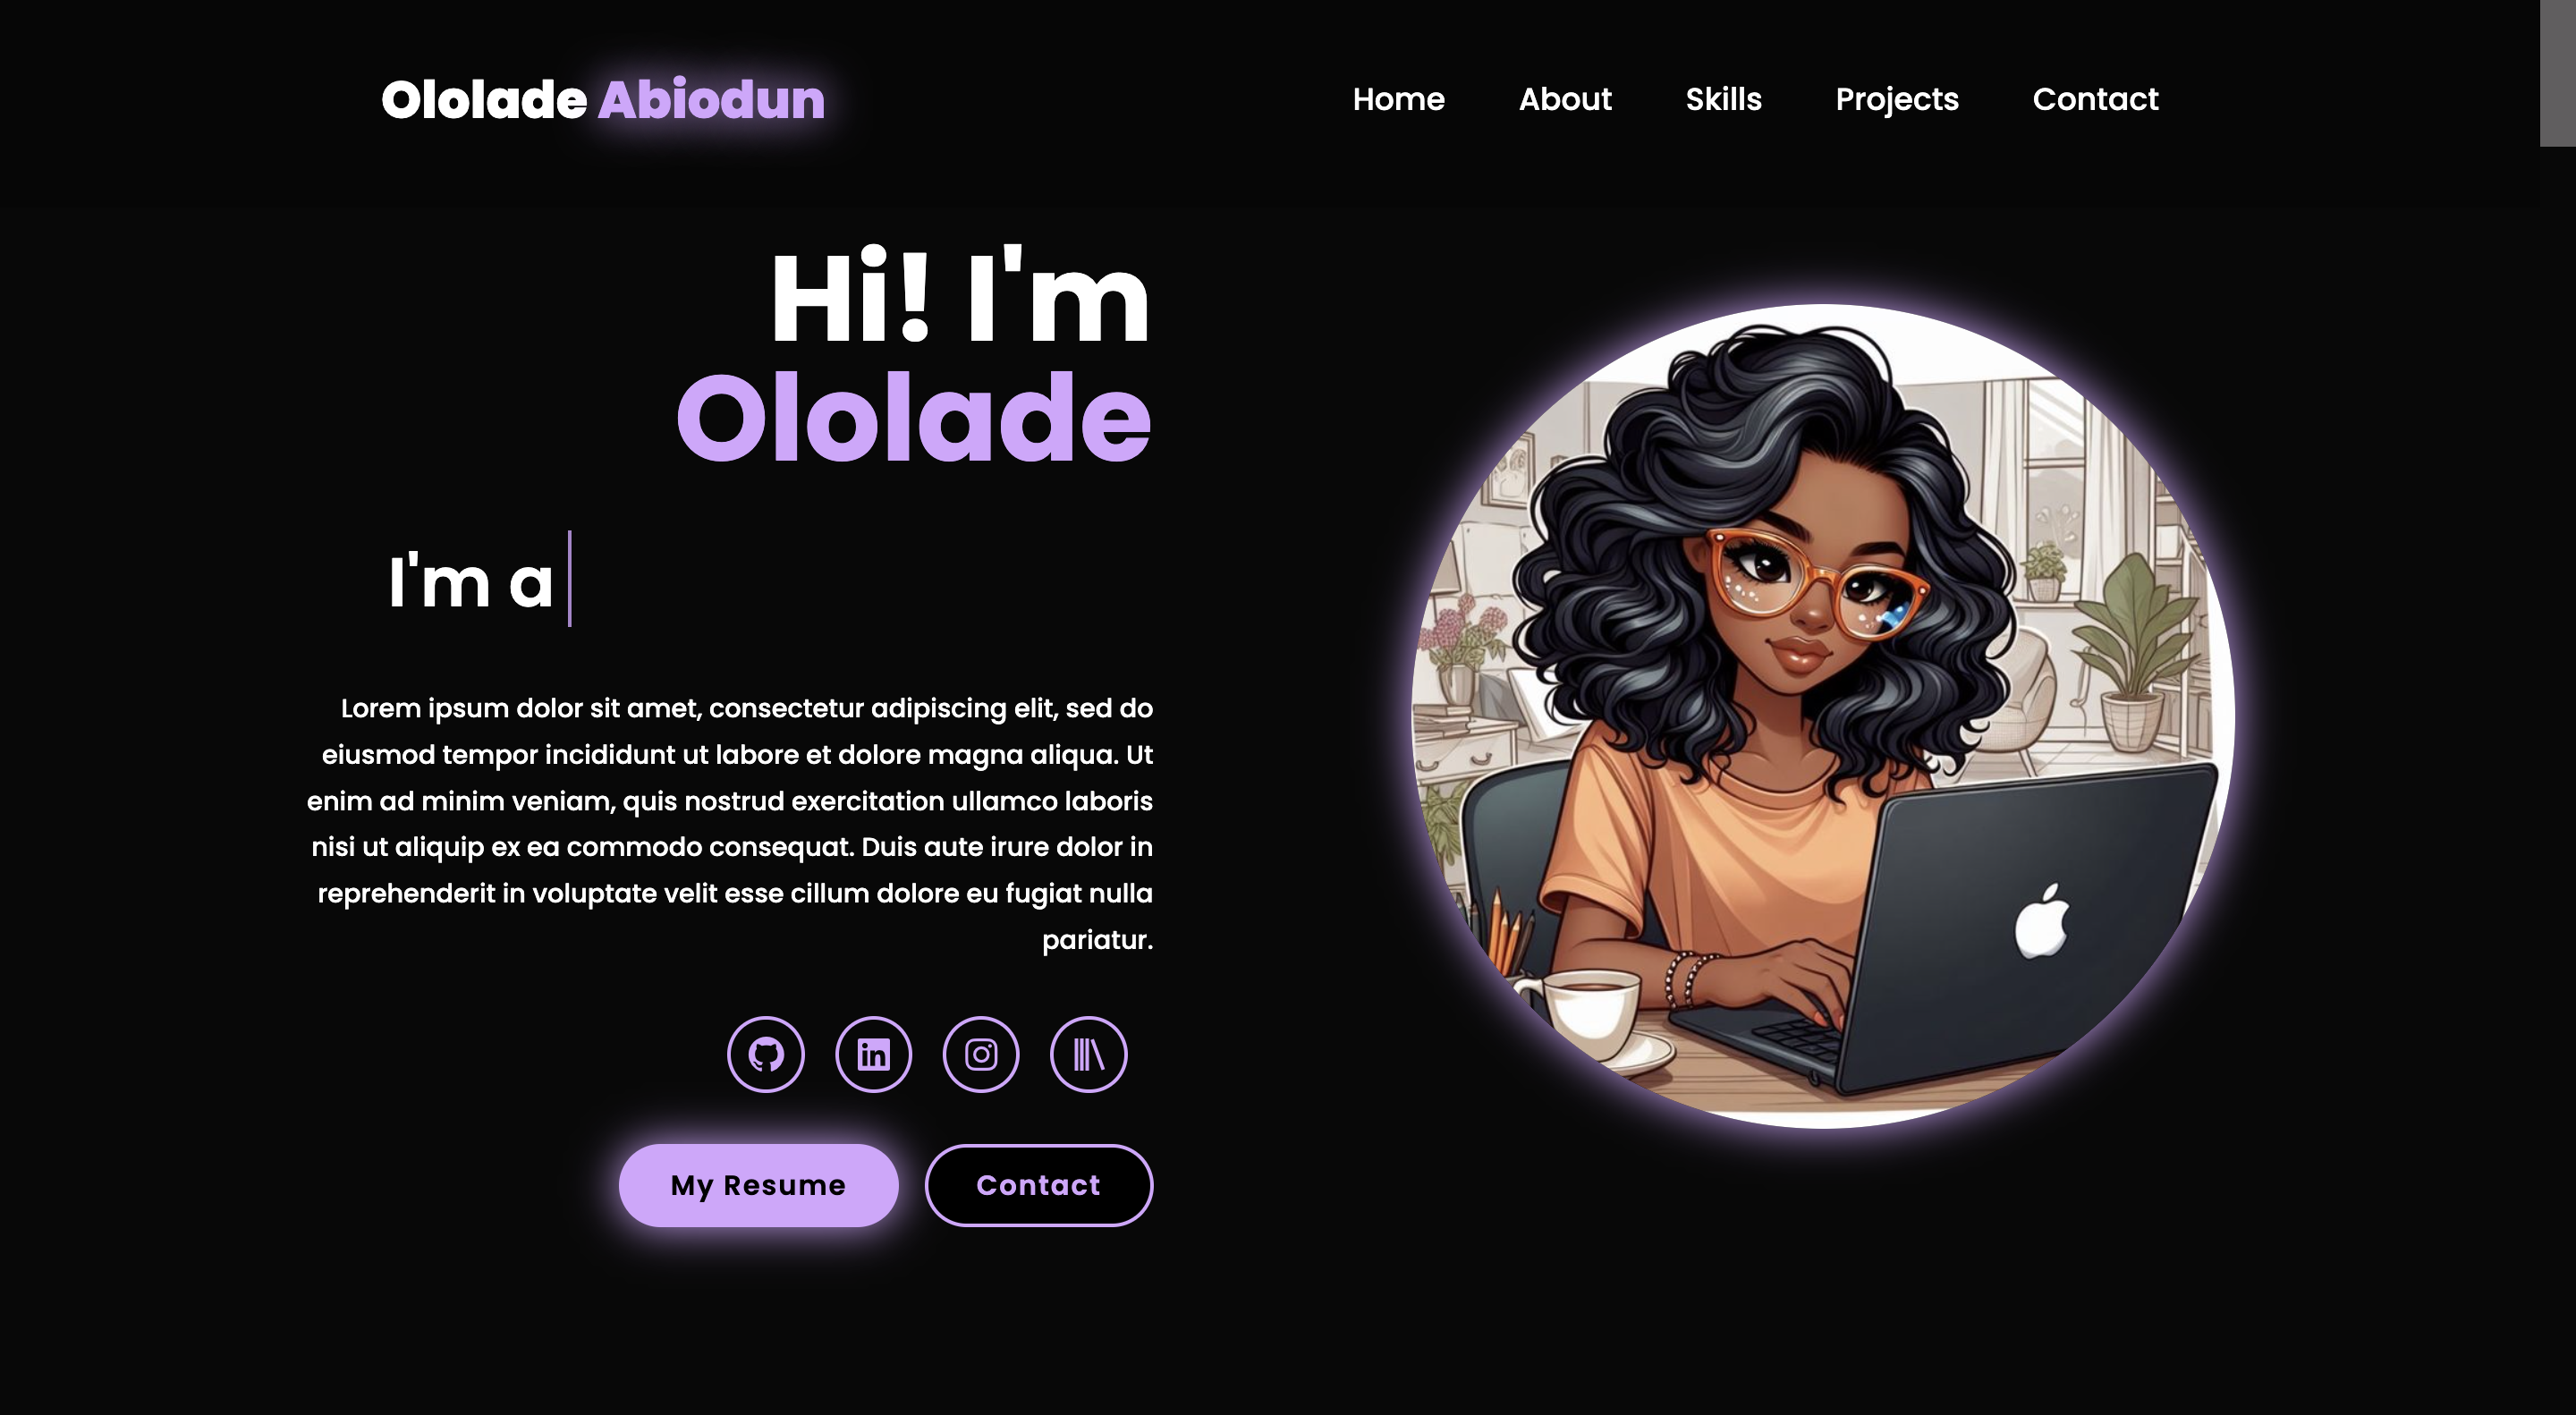 Ololade Abiodun
Home About Skills Projects Contact
Hi! I'm
Ololade
I'm a
Lorem ipsum dolor sit amet, consectetur adipiscing elit, sed do
eiusmod tempor incididunt ut labore et dolore magna aliqua. Ut
enim ad minim veniam, quis nostrud exercitation ullamco laboris
nisi ut aliquip ex ea commodo consequat. Duis aute irure dolor in
reprehenderit in voluptate velit esse cillum dolore eu fugiat nulla
pariatur.
in
My Resume Contact